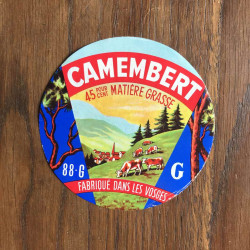 CAMEMBERT
45 POUR CENT MATIÈRE GRASSE
88-G
G
FABRIQUÉ DANS LES VOSGES